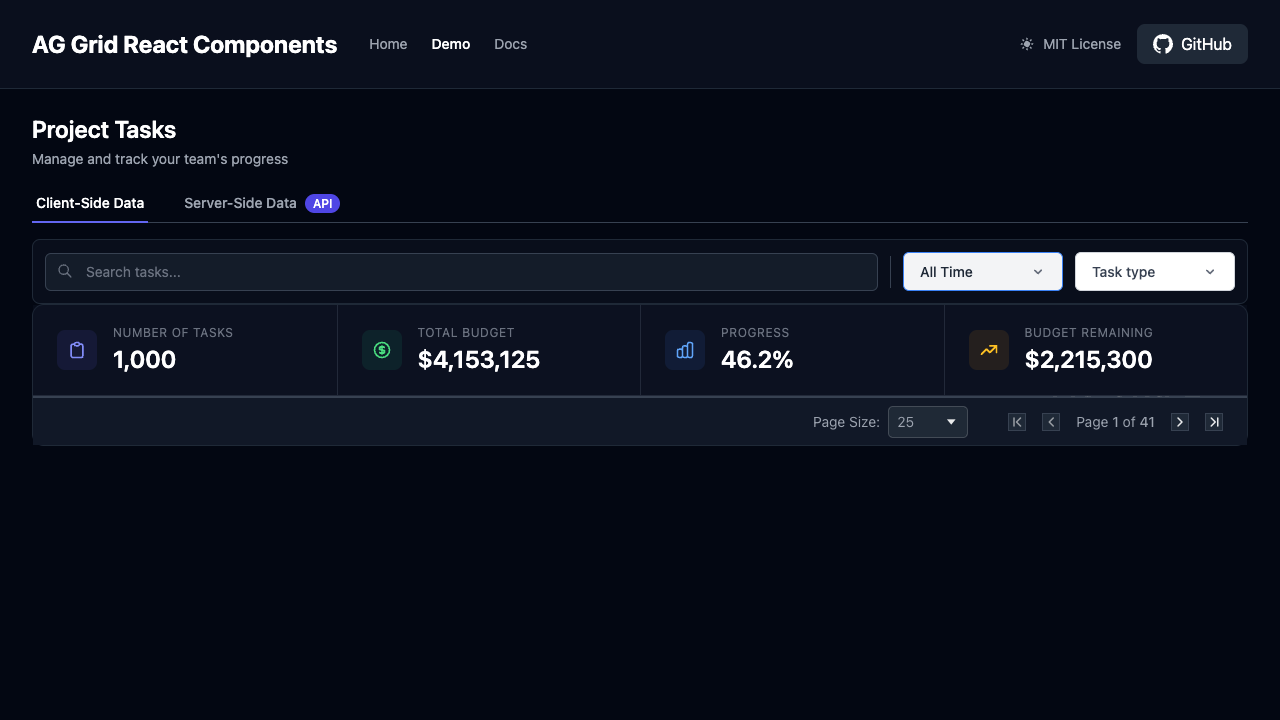 AG Grid React Components
Home
Demo
Docs
MIT License
GitHub
Project Tasks
Manage and track your team's progress
Client-Side Data
Server-Side Data API
Search tasks...
All Time
Task type
NUMBER OF TASKS
1,000
TOTAL BUDGET
$4,153,125
PROGRESS
46.2%
BUDGET REMAINING
$2,215,300
Page Size: 25
Page 1 of 41